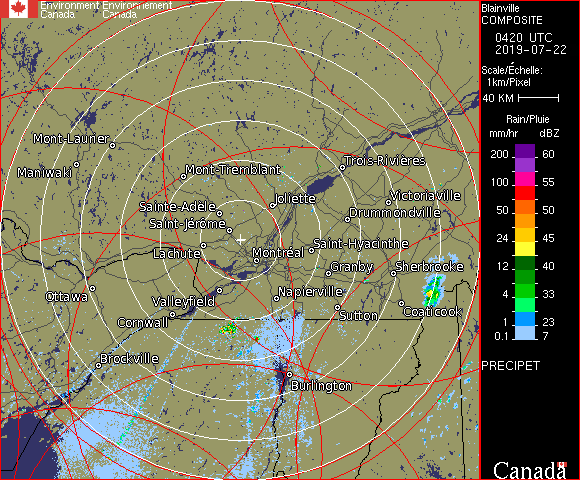 Environment Environnement
Canada Canada
Blainville
COMPOSITE
0420 UTC
2019-07-22
Scale/Échelle:
1km/Pixel
40 KM
Rain/Pluie
mm/hr dBZ
200 60
100 55
50 50
24 45
12 40
4 33
1 23
0.1 7
PRECIPET
Canada
Mont-Laurier
Maniwaki
Mont-Tremblant
Trois-Rivières
Sainte-Adèle
Joliette
Victoriaville
Saint-Jérôme
Drummondville
Lachute
Montréal
Saint-Hyacinthe
Granby
Sherbrooke
Ottawa
Valleyfield
Napierville
Cornwall
Sutton
Coaticook
Brockville
Burlington